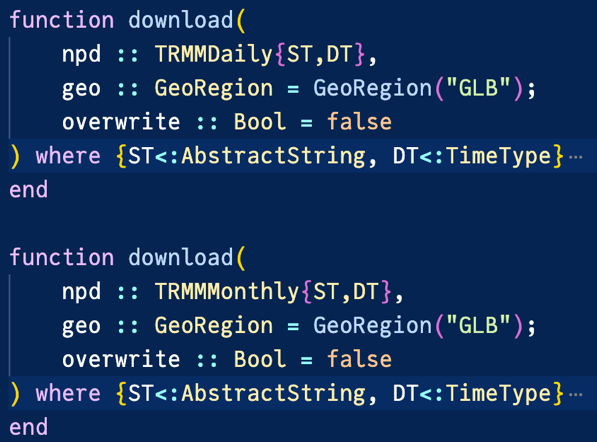 function download(
    npd :: TRMMDaily{ST,DT},
    geo :: GeoRegion = GeoRegion("GLB");
    overwrite :: Bool = false
) where {ST<:AbstractString, DT<:TimeType}⋯
end

function download(
    npd :: TRMMMonthly{ST,DT},
    geo :: GeoRegion = GeoRegion("GLB");
    overwrite :: Bool = false
) where {ST<:AbstractString, DT<:TimeType}⋯
end